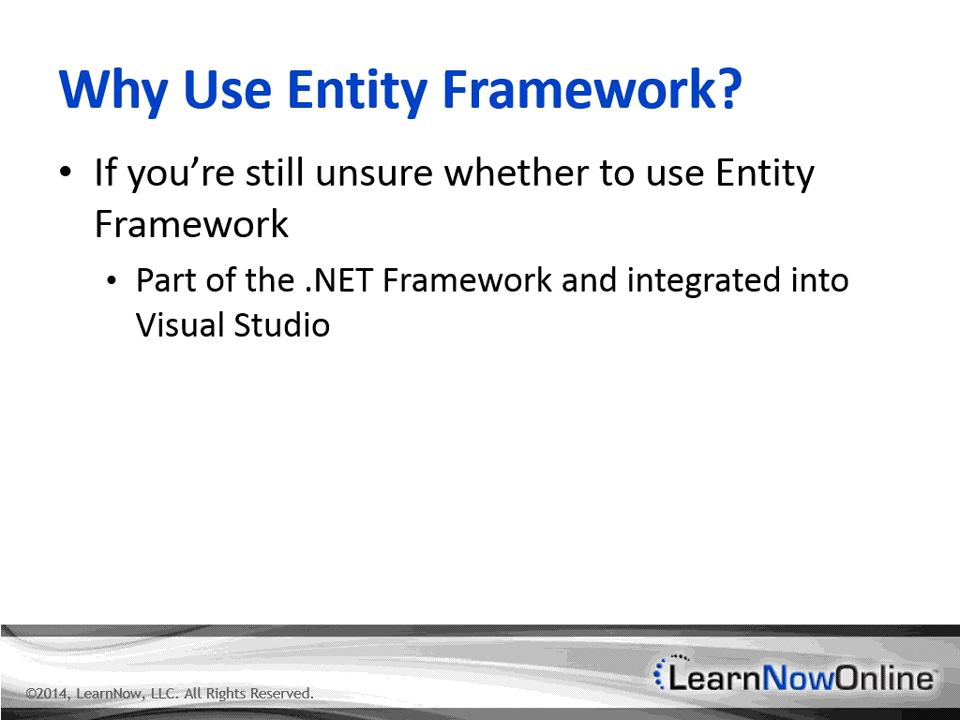 Why Use Entity Framework?
• If you’re still unsure whether to use Entity
Framework
• Part of the .NET Framework and integrated into
Visual Studio
©2014, LearnNow, LLC. All Rights Reserved.
LearnNowOnline